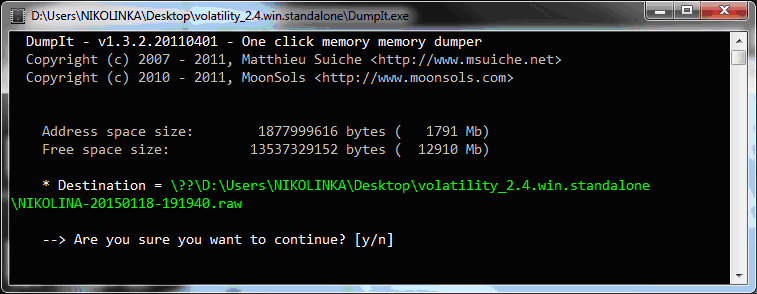 D:\Users\NIKOLINKA\Desktop\volatility_2.4.win.standalone\DumpIt.exe
DumpIt - v1.3.2.20110401 - One click memory memory dumper
Copyright (c) 2007 - 2011, Matthieu Suiche <http://www.msuiche.net>
Copyright (c) 2010 - 2011, MoonSols <http://www.moonsols.com>
Address space size: 1877999616 bytes ( 1791 Mb)
Free space size: 13537329152 bytes ( 12910 Mb)
* Destination = \??\D:\Users\NIKOLINKA\Desktop\volatility_2.4.win.standalone
\NIKOLINA-20150118-191940.raw
--> Are you sure you want to continue? [y/n]